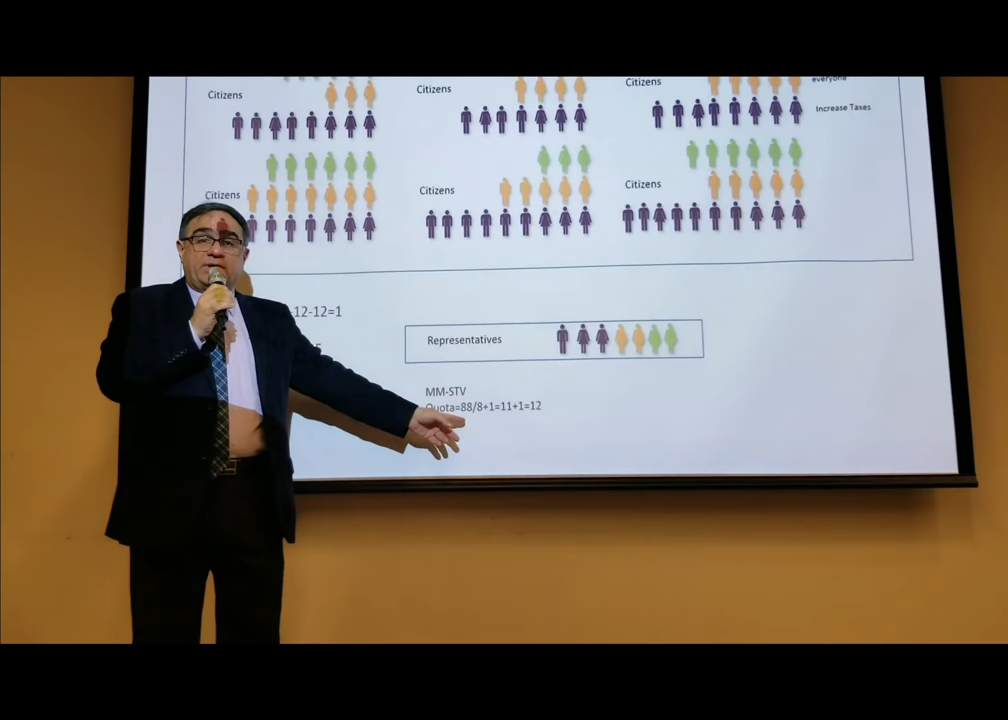 Citizens
Citizens
Citizens
everyone
Increase Taxes
Citizens
Citizens
Citizens
-12-12=1
Representatives
MM-STV
Quota=88/8+1=11+1=12